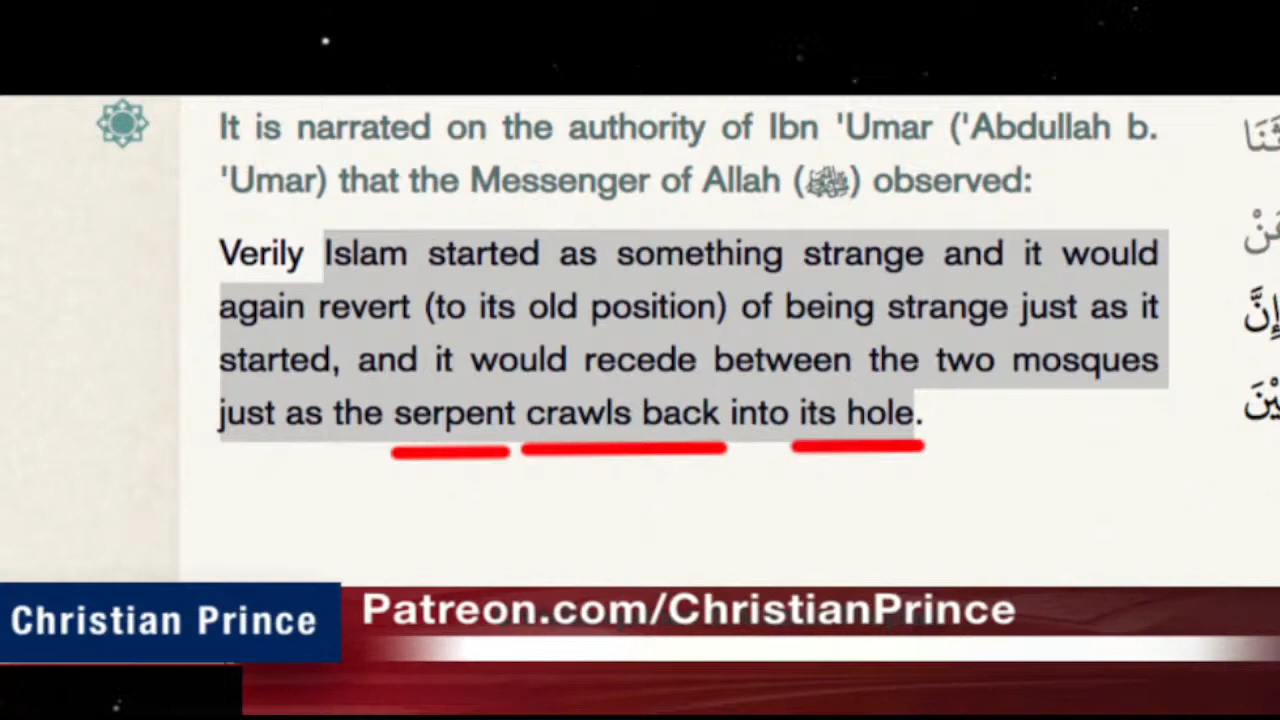 It is narrated on the authority of Ibn 'Umar ('Abdullah b.
'Umar) that the Messenger of Allah (ﷺ) observed:
Verily Islam started as something strange and it would
again revert (to its old position) of being strange just as it
started, and it would recede between the two mosques
just as the serpent crawls back into its hole.
Christian Prince
Patreon.com/ChristianPrince